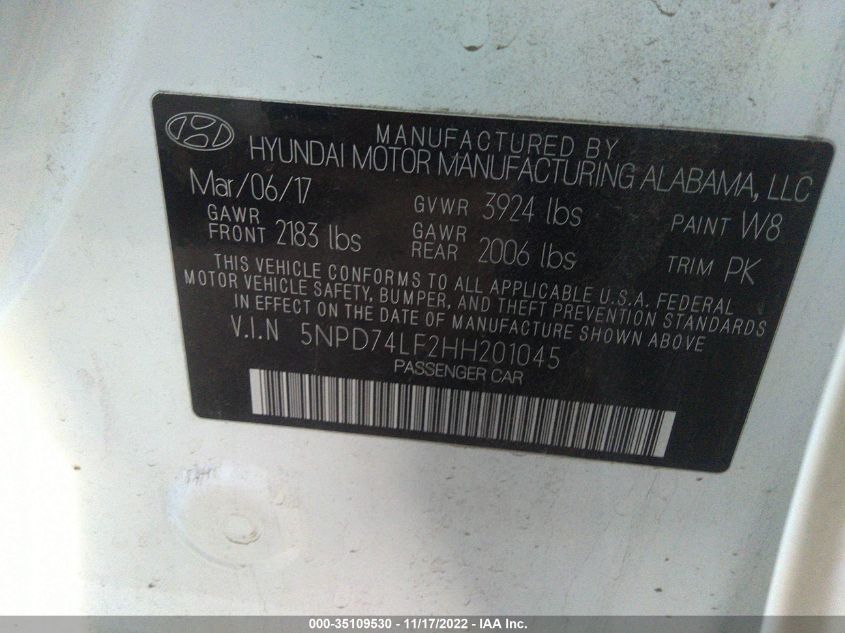 MANUFACTURED BY
HYUNDAI MOTOR MANUFACTURING ALABAMA, LLC
Mar/06/17 GVWR 3924 lbs PAINT W8
GAWR FRONT 2183 lbs GAWR REAR 2006 lbs TRIM PK
THIS VEHICLE CONFORMS TO ALL APPLICABLE U.S.A. FEDERAL
MOTOR VEHICLE SAFETY, BUMPER, AND THEFT PREVENTION STANDARDS
IN EFFECT ON THE DATE OF MANUFACTURE SHOWN ABOVE.
V.I.N 5NPD74LF2HH201045
PASSENGER CAR
000-35109530 - 11/17/2022 - IAA Inc.